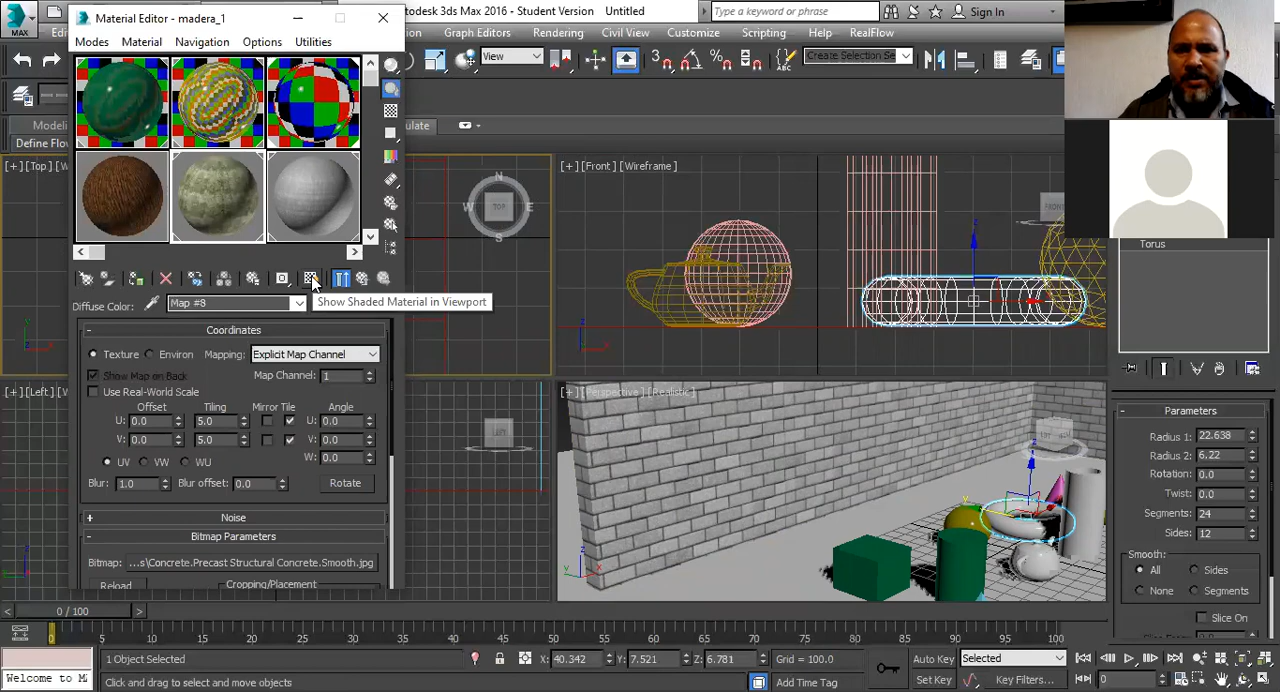 Material Editor - madera_1
Autodesk 3ds Max 2016 - Student Version Untitled
Type a keyword or phrase
Sign In
MAX
Modes Material Navigation Options Utilities
Graph Editors Rendering Civil View Customize Scripting Help RealFlow
View
3
Create Selection Se
Define Flow
[+] [Top] [W
[+] [Front] [Wireframe]
N
W TOP E
S
FRONT
Torus
Show Shaded Material in Viewport
Diffuse Color: Map #8
Coordinates
Texture Environ Mapping: Explicit Map Channel
Show Map on Back Map Channel: 1
Use Real-World Scale
Offset Tiling Mirror Tile Angle
U: 0.0 5.0 U: 0.0
V: 0.0 5.0 V: 0.0
W: 0.0
UV VW WU
Blur: 1.0 Blur offset: 0.0 Rotate
Noise
Bitmap Parameters
Bitmap: ...s\Concrete.Precast Structural Concrete.Smooth.jpg
Reload Cropping/Placement
[+] [Left] [W
LEFT
[+] [Perspective] [Realistic]
Parameters
Radius 1: 22.638
Radius 2: 6.22
Rotation: 0.0
Twist: 0.0
Segments: 24
Sides: 12
Smooth:
All Sides
None Segments
Slice On
0 / 100
0 5 10 15 20 25 30 35 40 45 50 55 60 65 70 75 80 85 90 95 100
1 Object Selected X: 40.342 Y: 7.521 Z: 6.781 Grid = 100.0 Auto Key Selected
Welcome to M Click and drag to select and move objects Add Time Tag Set Key Key Filters... 0